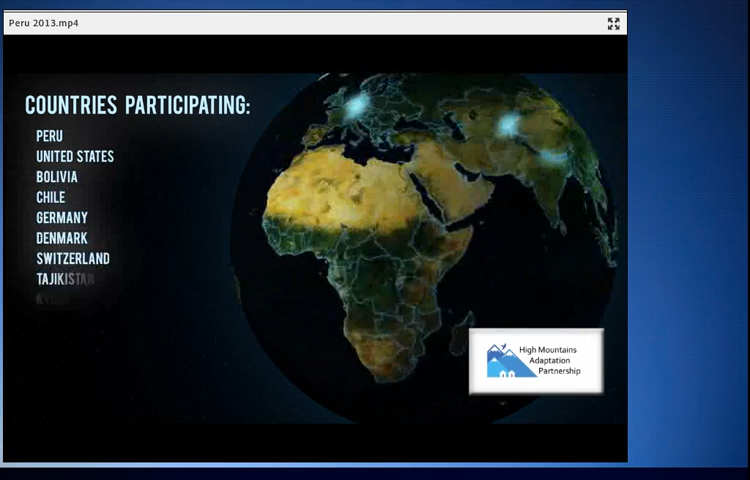 Peru 2013.mp4
COUNTRIES PARTICIPATING:
PERU
UNITED STATES
BOLIVIA
CHILE
GERMANY
DENMARK
SWITZERLAND
TAJIKISTAN
High Mountains
Adaptation
Partnership